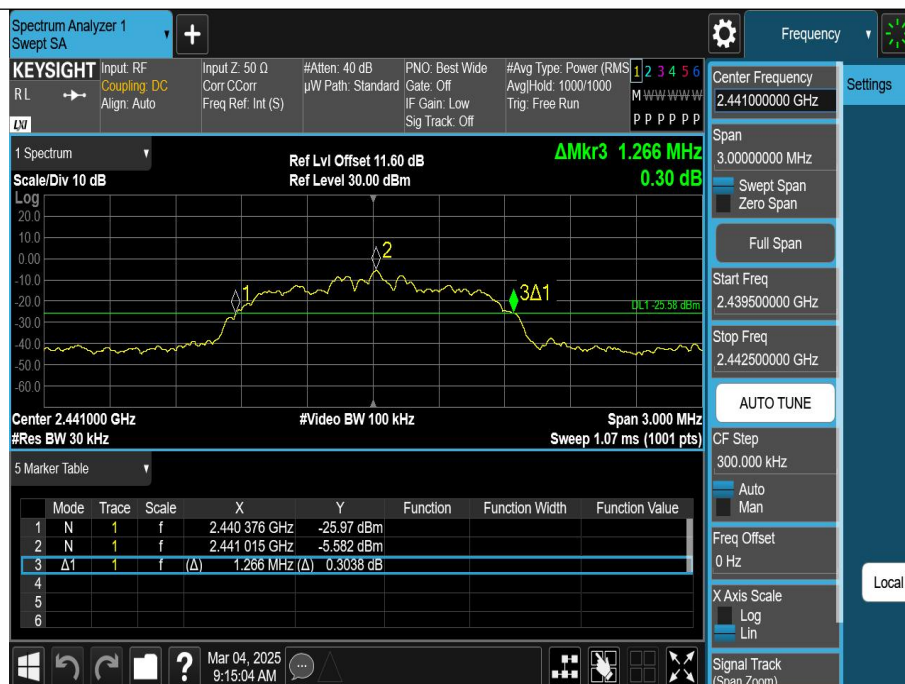 Spectrum Analyzer 1
Swept SA
Frequency
KEYSIGHT
RL
LXI
Input: RF
Coupling: DC
Align: Auto
Input Z: 50 Ω
Corr CCorr
Freq Ref: Int (S)
#Atten: 40 dB
µW Path: Standard
PNO: Best Wide
Gate: Off
IF Gain: Low
Sig Track: Off
#Avg Type: Power (RMS
Avg|Hold: 1000/1000
Trig: Free Run
1 2 3 4 5 6
M W W W W W
P P P P P P
1 Spectrum
Scale/Div 10 dB
Ref Lvl Offset 11.60 dB
Ref Level 30.00 dBm
ΔMkr3 1.266 MHz
0.30 dB
Log
20.0
10.0
0.00
-10.0
-20.0
-30.0
-40.0
-50.0
-60.0
1
2
3Δ1
DL1 -25.58 dBm
Center 2.441000 GHz
#Res BW 30 kHz
#Video BW 100 kHz
Span 3.000 MHz
Sweep 1.07 ms (1001 pts)
5 Marker Table
Mode Trace Scale X Y Function Function Width Function Value
1 N 1 f 2.440 376 GHz -25.97 dBm
2 N 1 f 2.441 015 GHz -5.582 dBm
3 Δ1 1 f (Δ) 1.266 MHz (Δ) 0.3038 dB
4
5
6
Mar 04, 2025
9:15:04 AM
Center Frequency
2.441000000 GHz
Span
3.00000000 MHz
Swept Span
Zero Span
Full Span
Start Freq
2.439500000 GHz
Stop Freq
2.442500000 GHz
AUTO TUNE
CF Step
300.000 kHz
Auto
Man
Freq Offset
0 Hz
X Axis Scale
Log
Lin
Signal Track
(Span Zoom)
Settings
Local